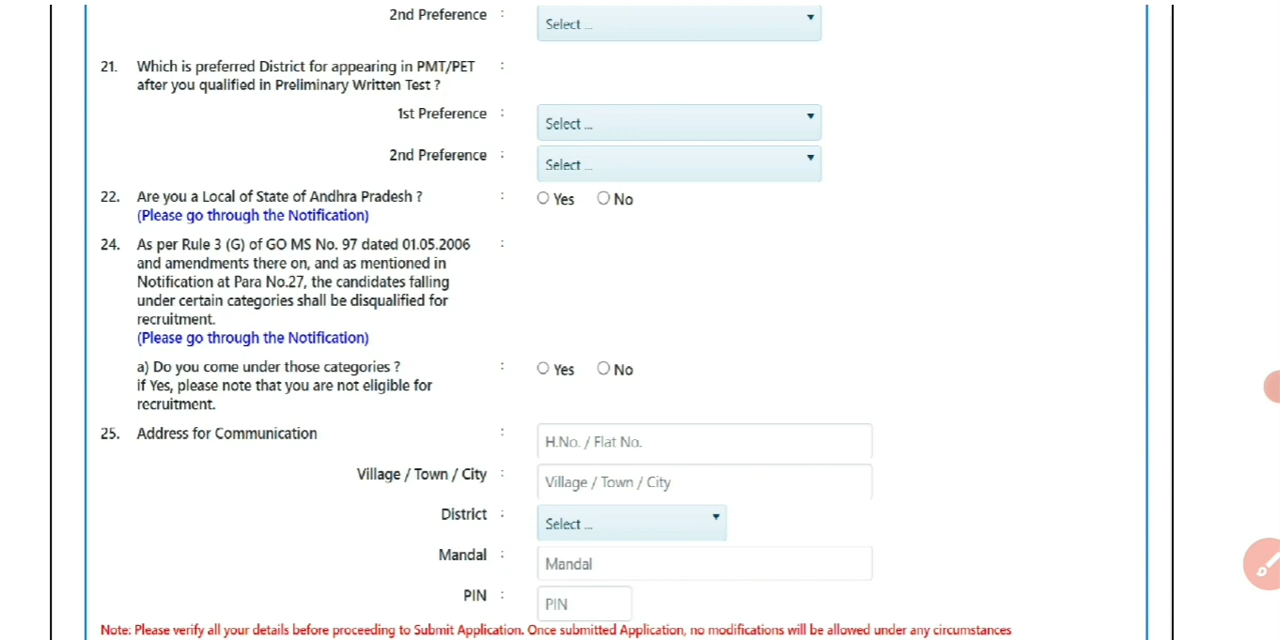 2nd Preference :
Select ...
21. Which is preferred District for appearing in PMT/PET :
after you qualified in Preliminary Written Test ?
1st Preference :
Select ...
2nd Preference :
Select ...
22. Are you a Local of State of Andhra Pradesh ? : Yes No
(Please go through the Notification)
24. As per Rule 3 (G) of GO MS No. 97 dated 01.05.2006 :
and amendments there on, and as mentioned in
Notification at Para No.27, the candidates falling
under certain categories shall be disqualified for
recruitment.
(Please go through the Notification)
a) Do you come under those categories ? : Yes No
if Yes, please note that you are not eligible for
recruitment.
25. Address for Communication :
H.No. / Flat No.
Village / Town / City : Village / Town / City
District : Select ...
Mandal : Mandal
PIN : PIN
Note: Please verify all your details before proceeding to Submit Application. Once submitted Application, no modifications will be allowed under any circumstances